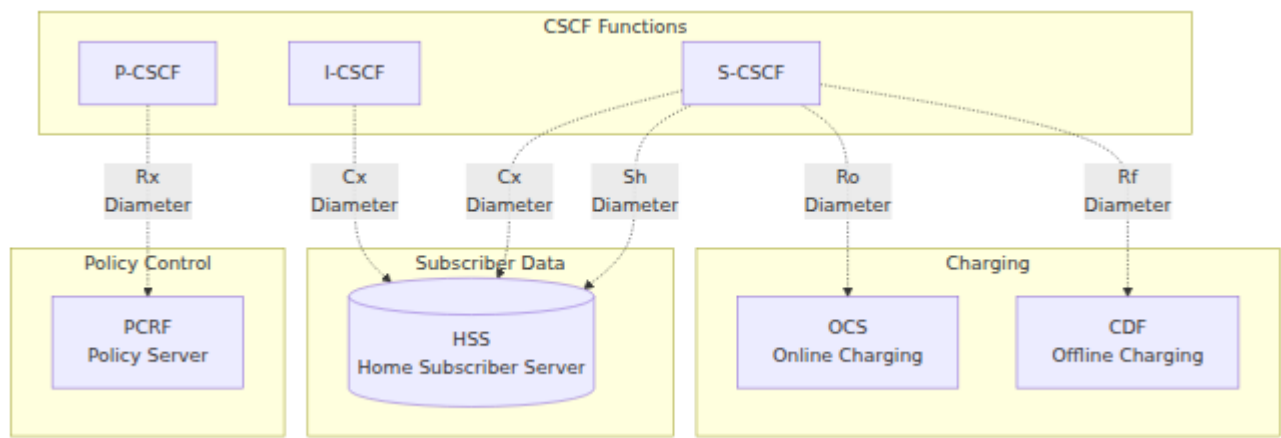 CSCF Functions
P-CSCF
I-CSCF
S-CSCF
Rx
Diameter
Cx
Diameter
Cx
Diameter
Sh
Diameter
Ro
Diameter
Rf
Diameter
Policy Control
PCRF
Policy Server
Subscriber Data
HSS
Home Subscriber Server
Charging
OCS
Online Charging
CDF
Offline Charging